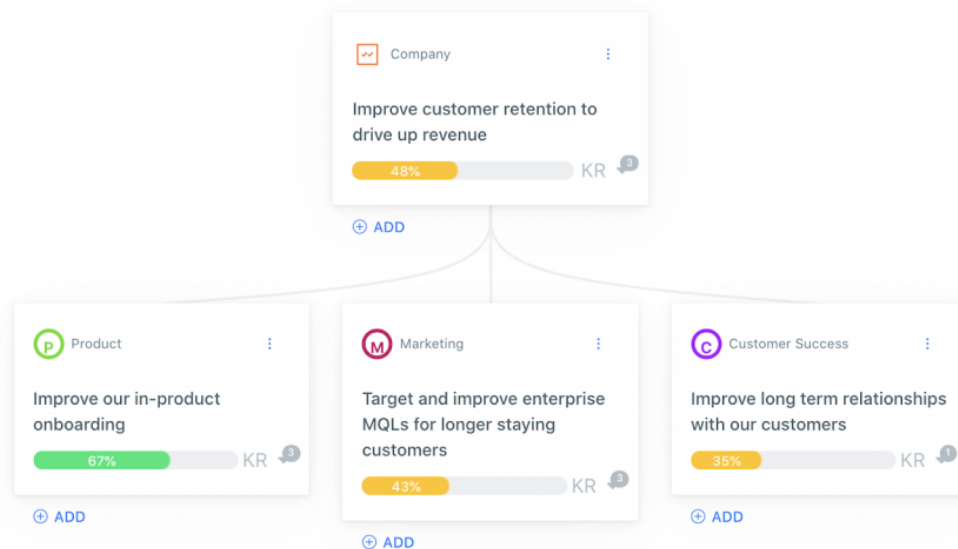 Company
Improve customer retention to
drive up revenue
48% KR 3
ADD
P Product
Improve our in-product
onboarding
67% KR 3
ADD
M Marketing
Target and improve enterprise
MQLs for longer staying
customers
43% KR 3
ADD
C Customer Success
Improve long term relationships
with our customers
35% KR 1
ADD